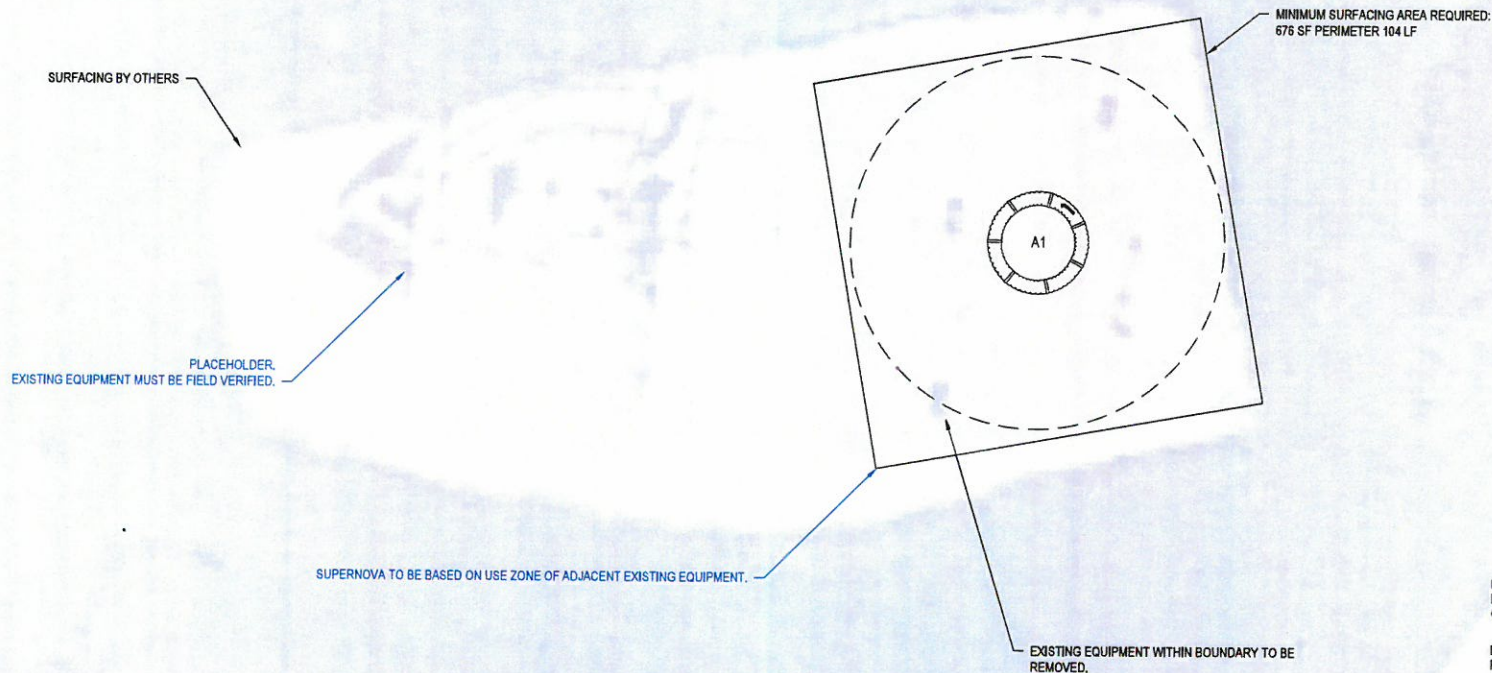 MINIMUM SURFACING AREA REQUIRED:
676 SF PERIMETER 104 LF
SURFACING BY OTHERS
A1
PLACEHOLDER.
EXISTING EQUIPMENT MUST BE FIELD VERIFIED.
SUPERNOVA TO BE BASED ON USE ZONE OF ADJACENT EXISTING EQUIPMENT.
EXISTING EQUIPMENT WITHIN BOUNDARY TO BE
REMOVED.